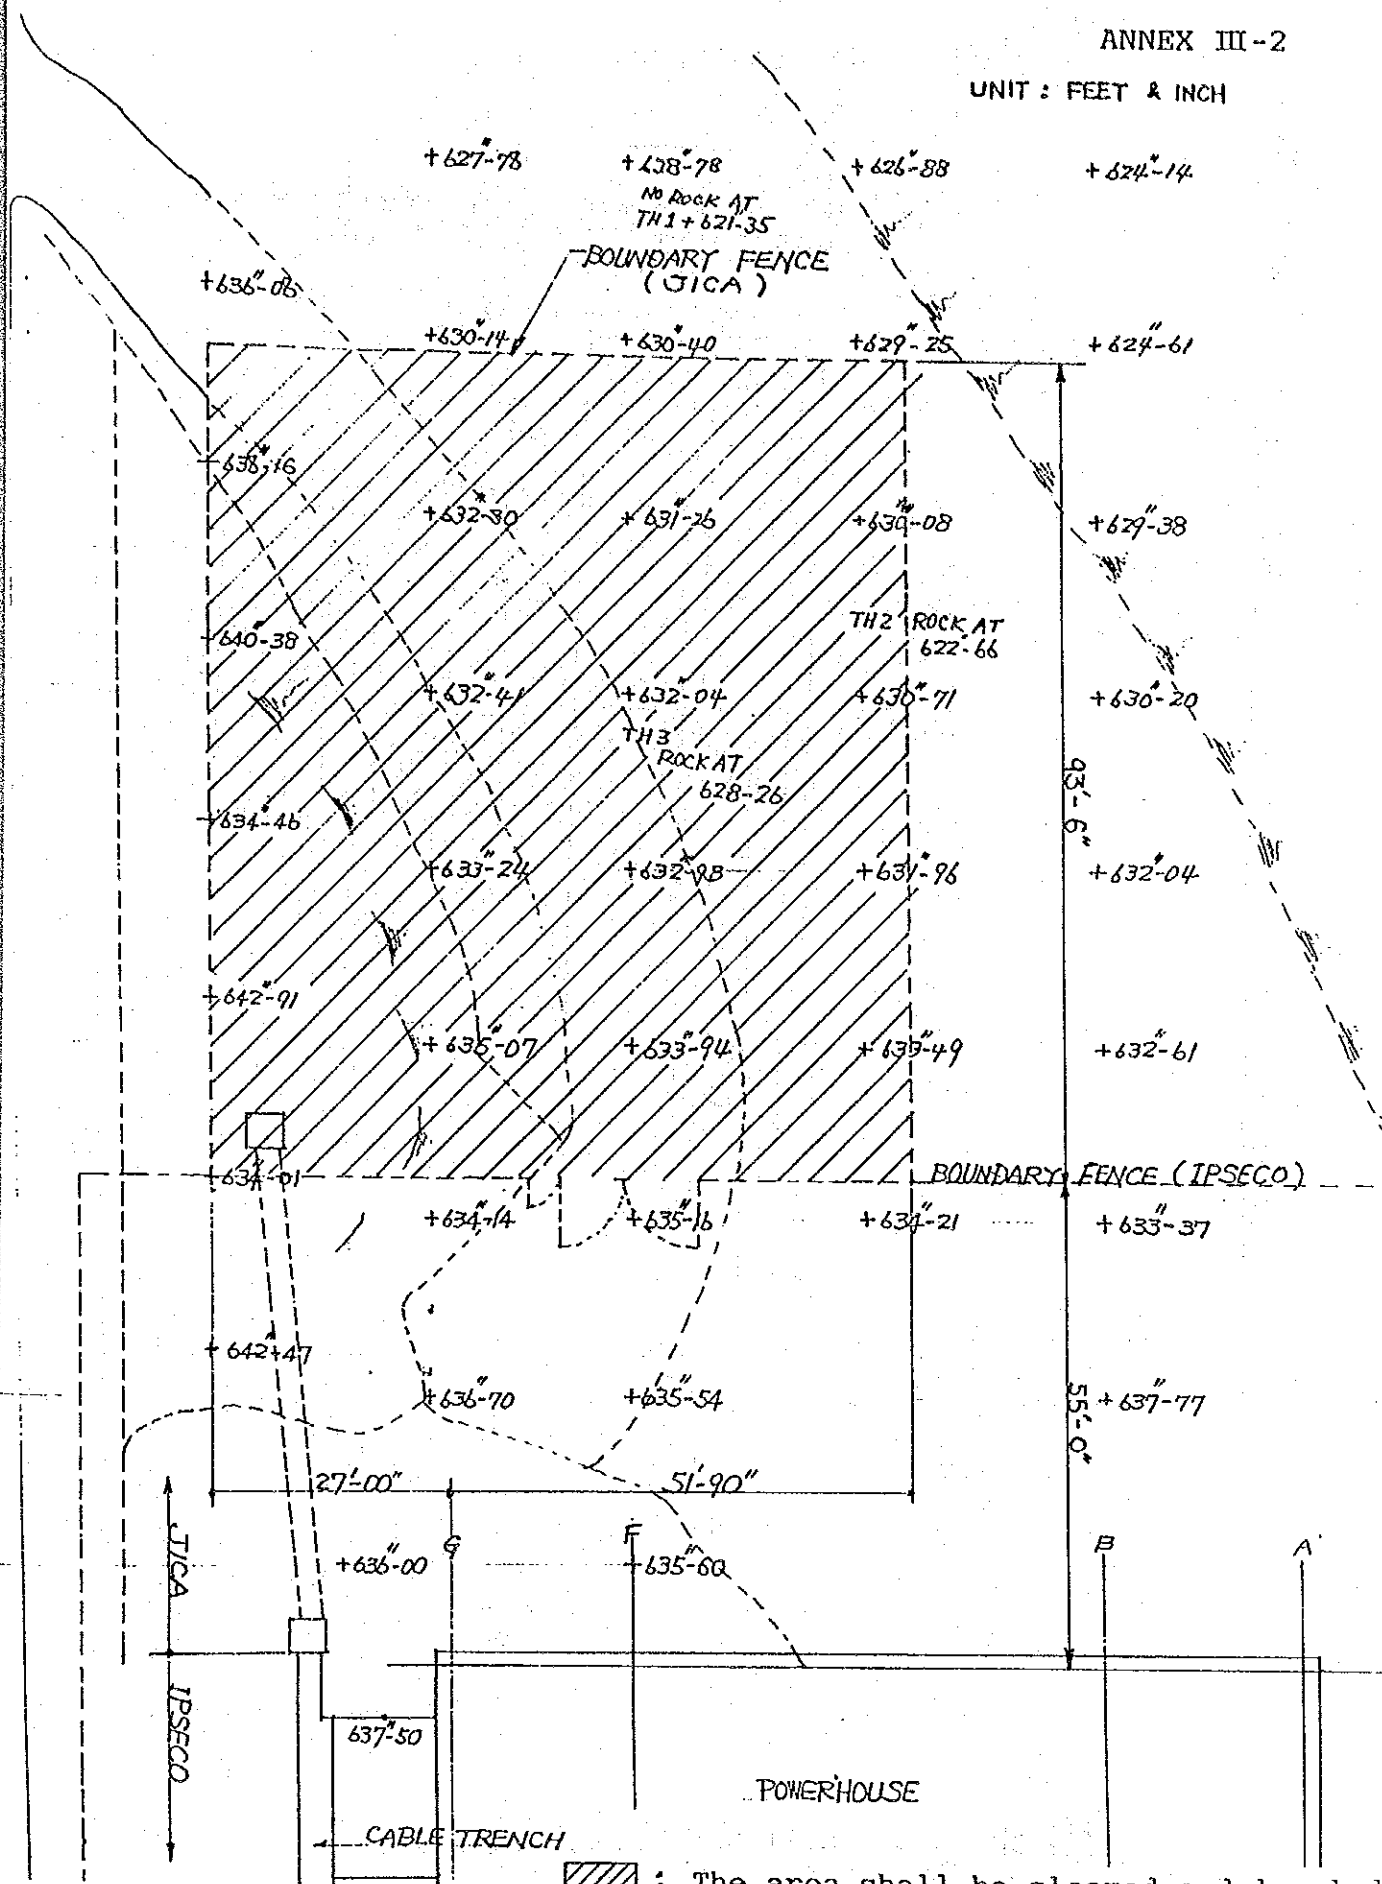 ANNEX III-2
UNIT : FEET & INCH
+627"-78
+628"-78
+626"-88
+624"-14
NO ROCK AT
TH1 + 621-35
BOUNDARY FENCE
(JICA)
+636"-08
+630"-14
+630"-40
+629"-25
+624"-61
+638"-16
+632"-30
+631"-26
+630"-08
+629"-38
TH2 ROCK AT
622-66
+640"-38
+632"-41
+632"-04
+630"-71
+630"-20
TH3
ROCK AT
628-26
93'-6"
+634"-46
+633"-24
+632"-98
+631"-96
+632"-04
+642"-91
+635"-07
+633"-94
+633"-49
+632"-61
+634-01
BOUNDARY FENCE (IPSECO)
+634"-14
+635"-16
+634"-21
+633"-37
+642"-47
+636"-70
+635"-54
55'-0"
+637"-77
27'-00"
51'-90"
JICA
+636"-00
G
F
+635"-60
B
A
IPSECO
637"-50
POWERHOUSE
CABLE TRENCH
: The area shall be cleaned and